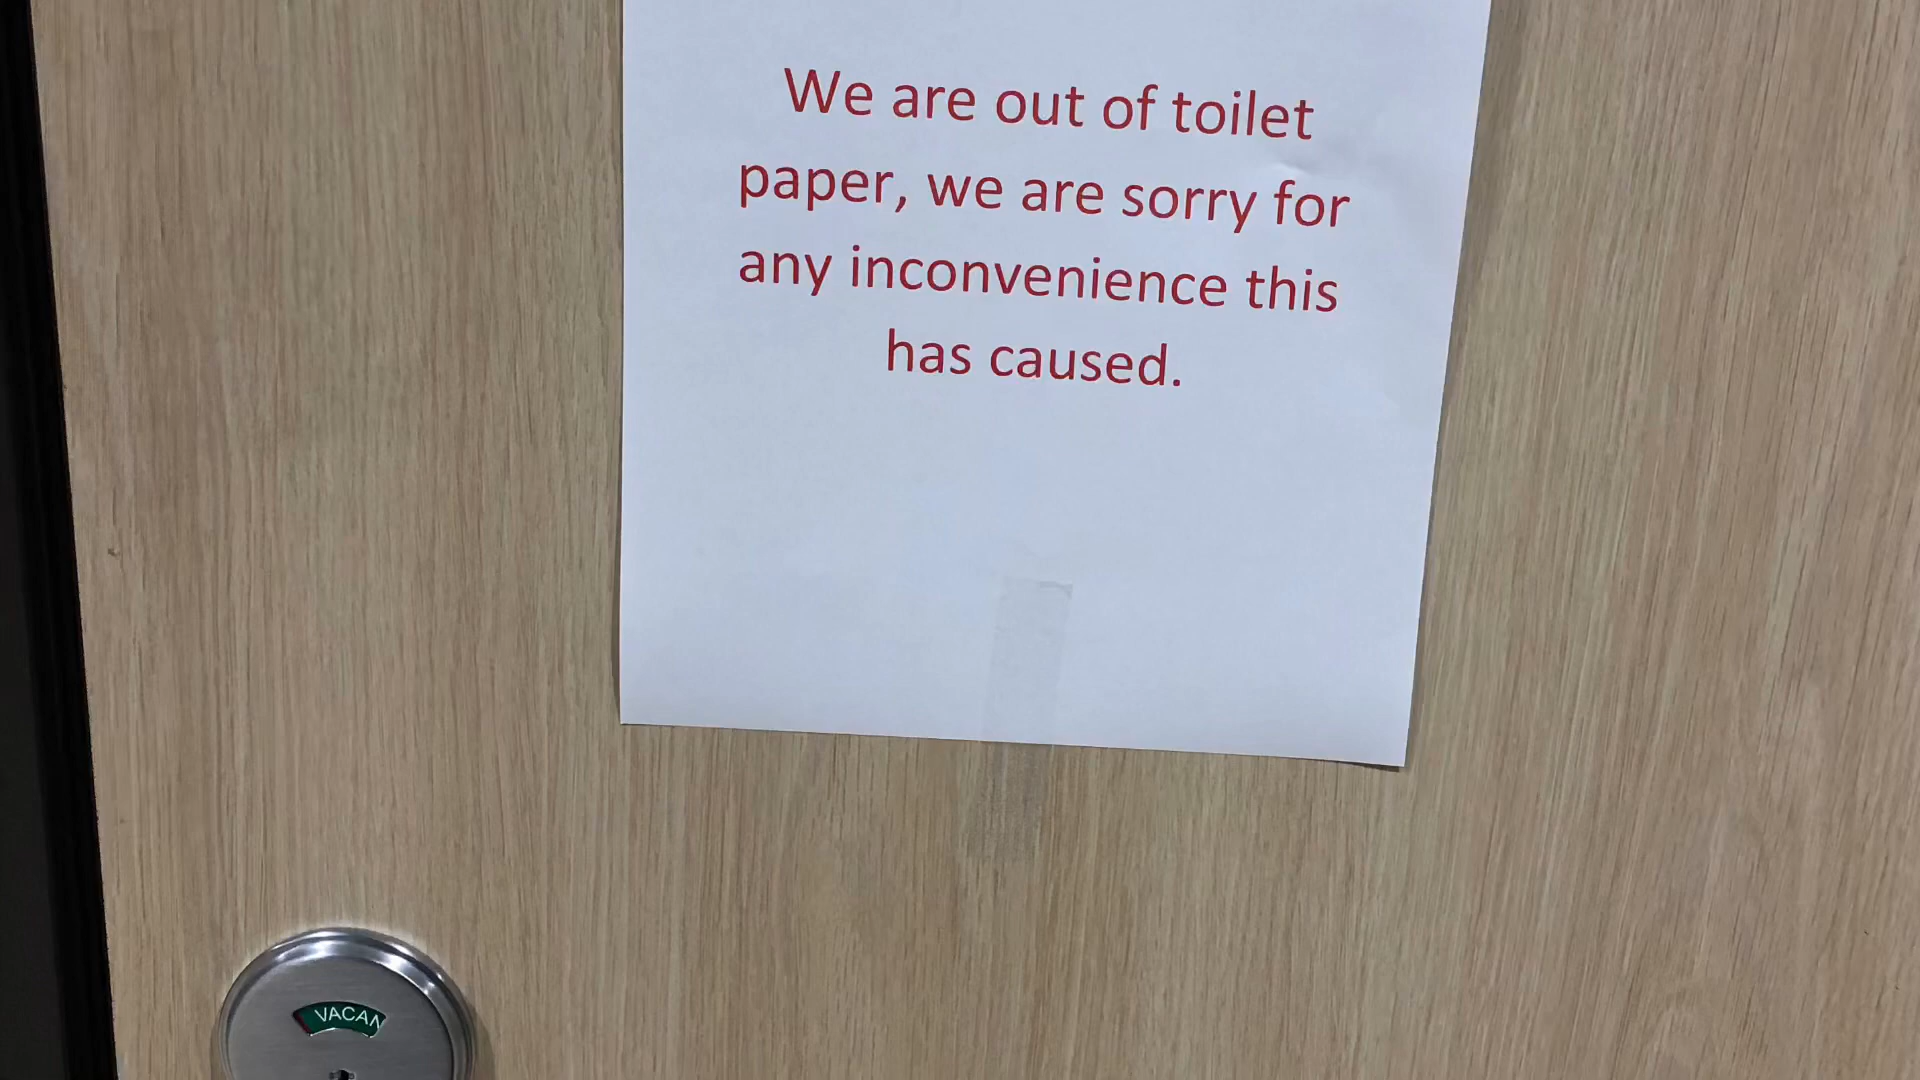 We are out of toilet
paper, we are sorry for
any inconvenience this
has caused.
VACAN